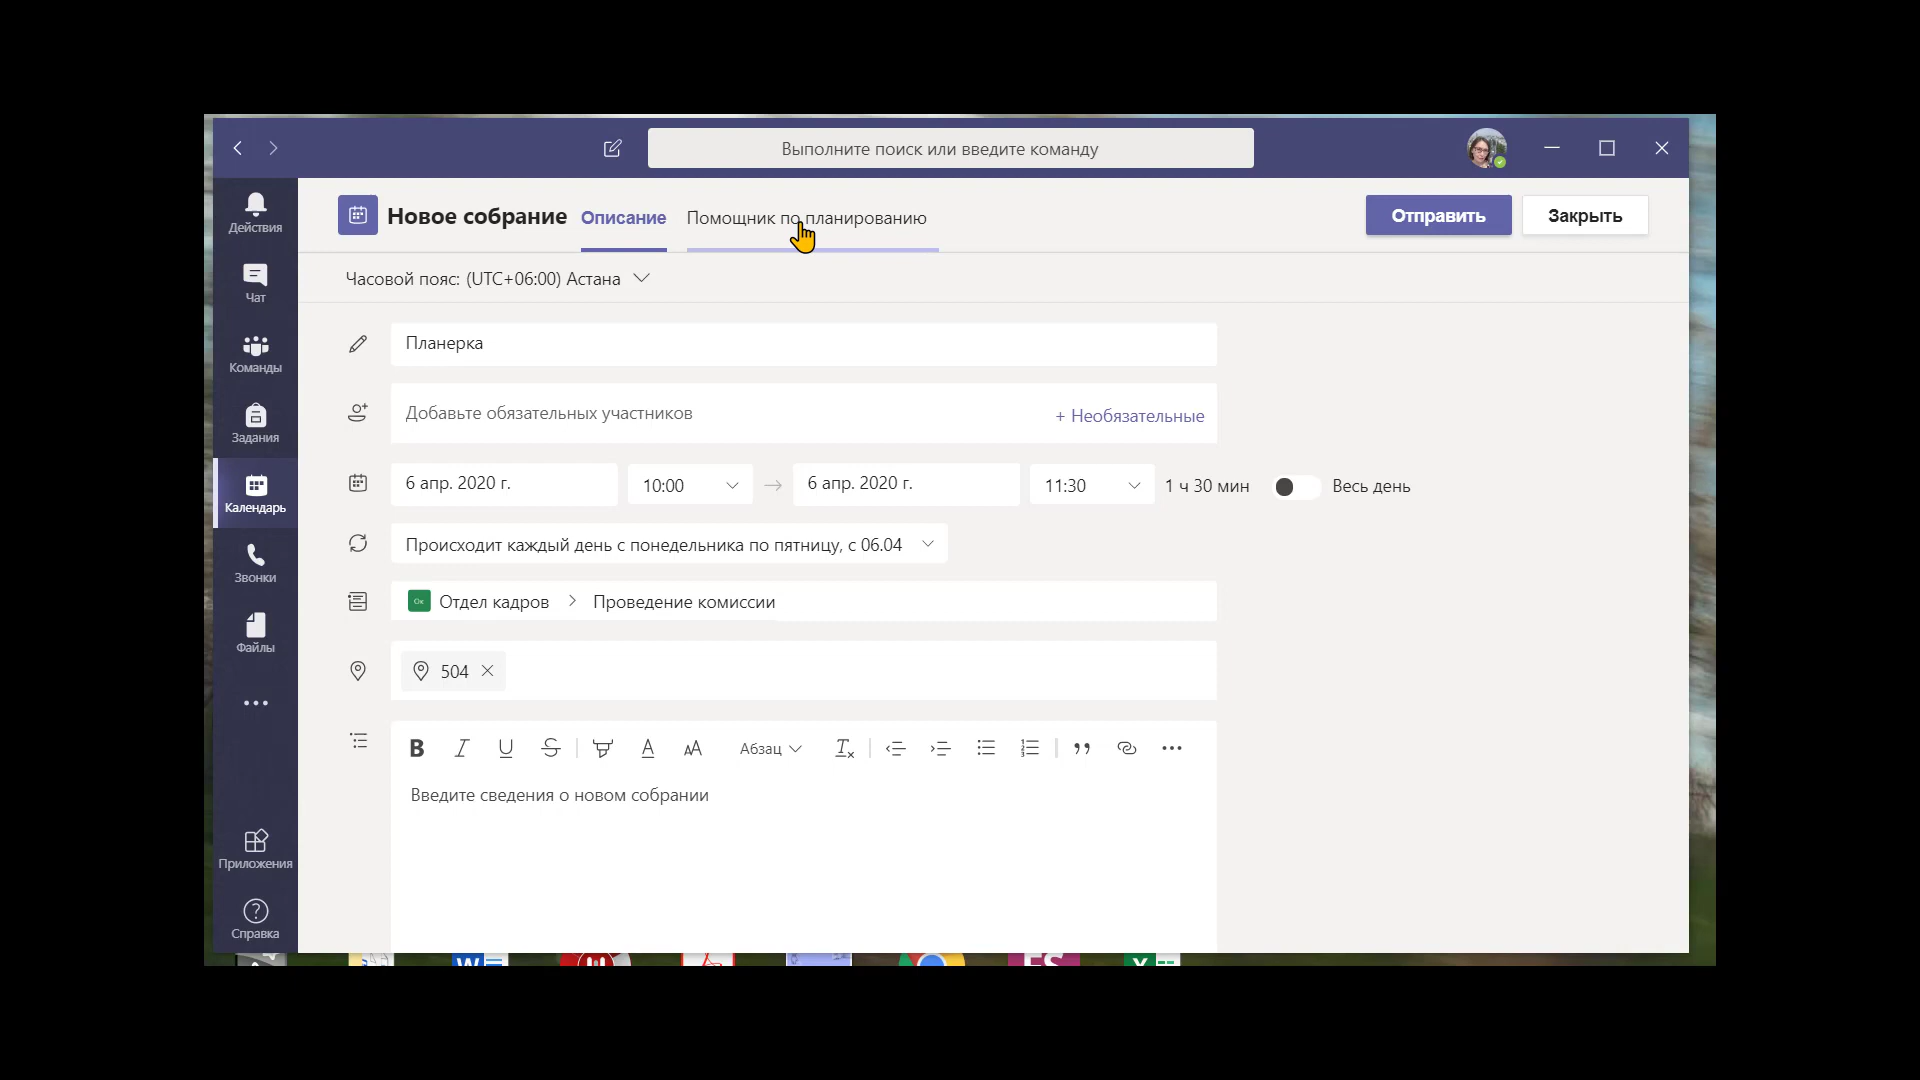 Выполните поиск или введите команду
Действия
Чат
Команды
Задания
Календарь
Звонки
Файлы
Приложения
Справка
Новое собрание Описание Помощник по планированию Отправить Закрыть
Часовой пояс: (UTC+06:00) Астана
Планерка
Добавьте обязательных участников + Необязательные
6 апр. 2020 г. 10:00 6 апр. 2020 г. 11:30 1 ч 30 мин Весь день
Происходит каждый день с понедельника по пятницу, с 06.04
Ок Отдел кадров > Проведение комиссии
504
B I U S A AA Абзац
Введите сведения о новом собрании